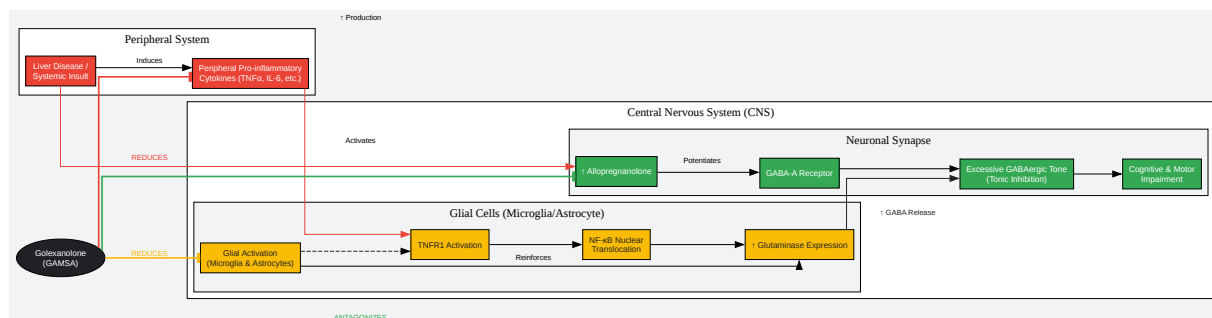 ↑ Production
Peripheral System
Liver Disease /
Systemic Insult
Induces
Peripheral Pro-inflammatory
Cytokines (TNFα, IL-6, etc.)
Central Nervous System (CNS)
Activates
Neuronal Synapse
REDUCES
↑ Allopregnanolone
Potentiates
GABA-A Receptor
Excessive GABAergic Tone
(Tonic Inhibition)
Cognitive & Motor
Impairment
Glial Cells (Microglia/Astrocyte)
↑ GABA Release
Golexanolone
(GAMSA)
REDUCES
Glial Activation
(Microglia & Astrocytes)
TNFR1 Activation
NF-κB Nuclear
Translocation
↑ Glutaminase Expression
Reinforces
ANTAGONIZES